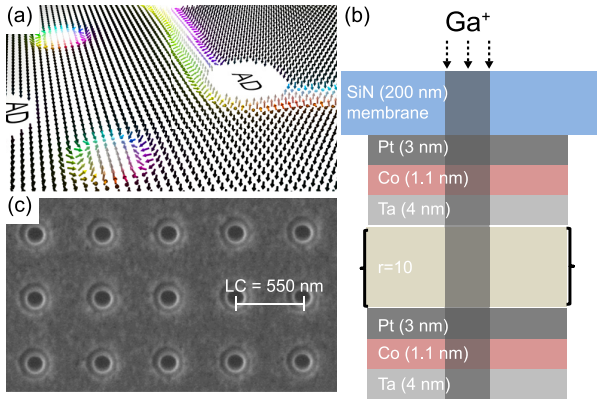 (a)
AD
AD
(c)
LC = 550 nm
(b)
Ga⁺
SiN (200 nm)
membrane
Pt (3 nm)
Co (1.1 nm)
Ta (4 nm)
r=10
Pt (3 nm)
Co (1.1 nm)
Ta (4 nm)